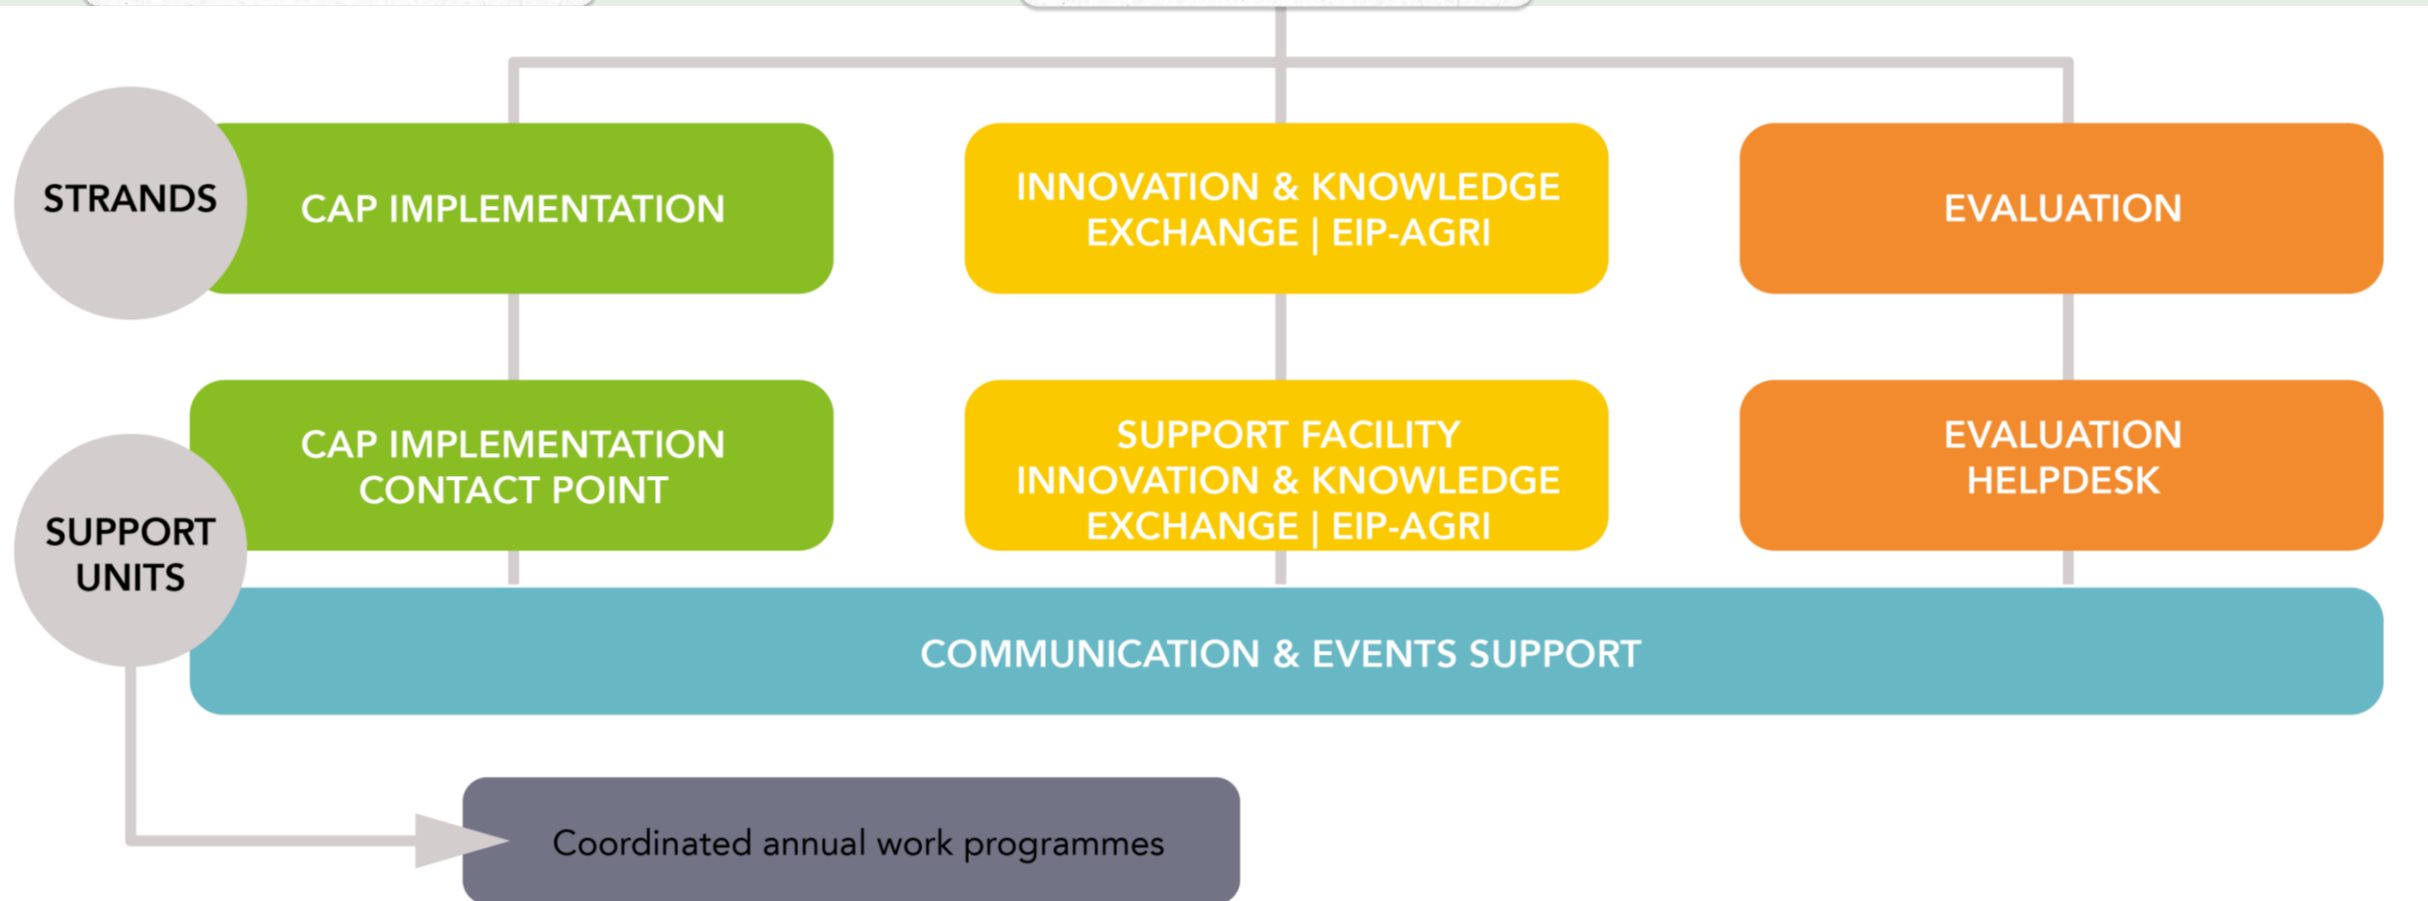 STRANDS
CAP IMPLEMENTATION
INNOVATION & KNOWLEDGE
EXCHANGE | EIP-AGRI
EVALUATION
SUPPORT
UNITS
CAP IMPLEMENTATION
CONTACT POINT
SUPPORT FACILITY
INNOVATION & KNOWLEDGE
EXCHANGE | EIP-AGRI
EVALUATION
HELPDESK
COMMUNICATION & EVENTS SUPPORT
Coordinated annual work programmes